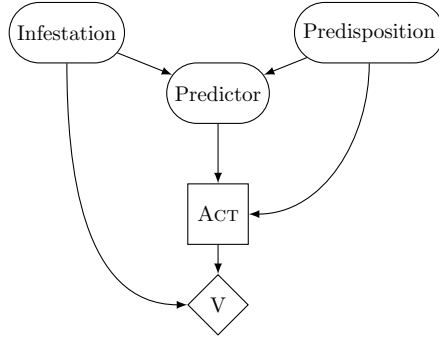 Infestation
Predisposition
Predictor
ACT
V